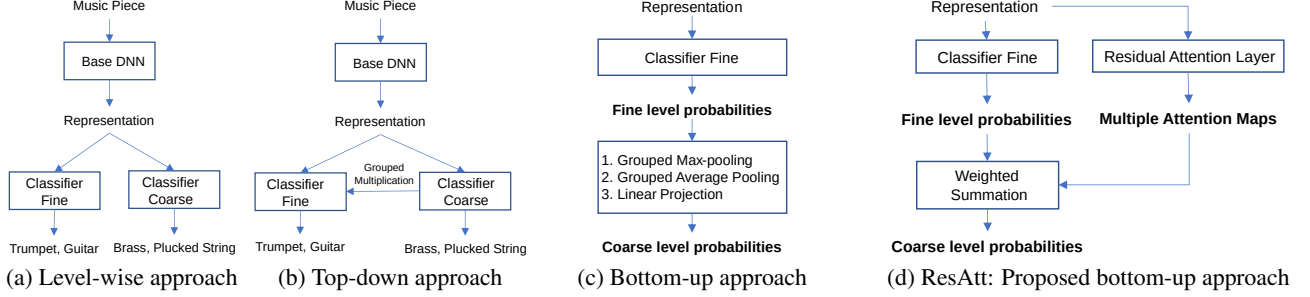 Music Piece
Base DNN
Representation
Classifier
Fine
Classifier
Coarse
Trumpet, Guitar
Brass, Plucked String
(a) Level-wise approach
Music Piece
Base DNN
Representation
Grouped
Multiplication
Classifier
Fine
Classifier
Coarse
Trumpet, Guitar
Brass, Plucked String
(b) Top-down approach
Representation
Classifier Fine
Fine level probabilities
1. Grouped Max-pooling
2. Grouped Average Pooling
3. Linear Projection
Coarse level probabilities
(c) Bottom-up approach
Representation
Classifier Fine
Residual Attention Layer
Fine level probabilities
Multiple Attention Maps
Weighted
Summation
Coarse level probabilities
(d) ResAtt: Proposed bottom-up approach